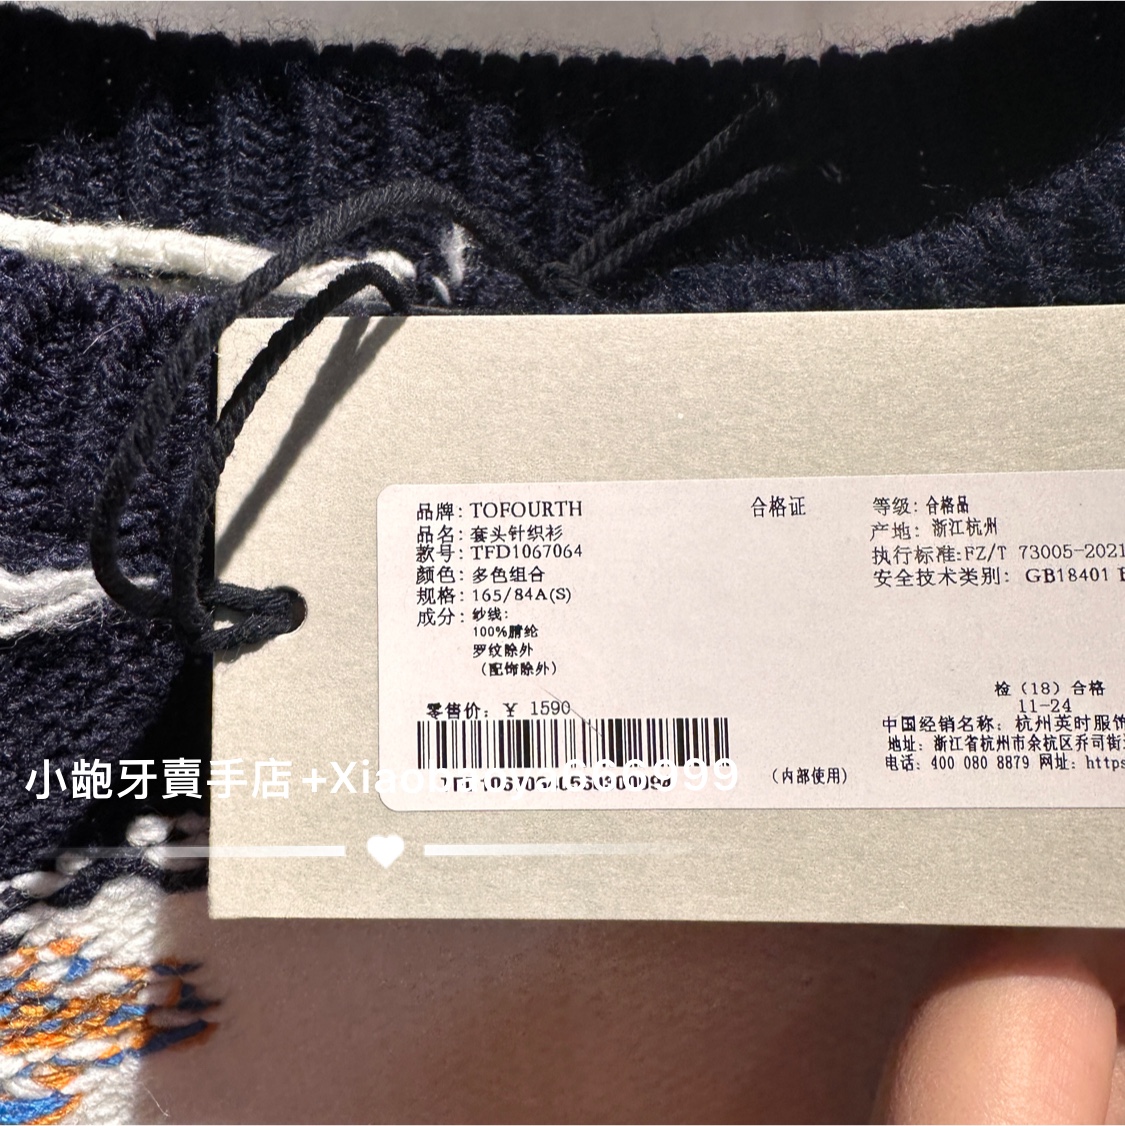 品牌: TOFOURTH
合格证
等级: 合格品
品名: 套头针织衫
产地: 浙江杭州
款号: TFD1067064
执行标准:FZ/T 73005-2021
颜色: 多色组合
安全技术类别: GB18401
规格: 165/84A(S)
成分: 纱线:
100%腈纶
罗纹除外
(配饰除外)
检(18)合格
11-24
零售价: ¥ 1590
中国经销名称: 杭州英时服饰
地址: 浙江省杭州市余杭区乔司街
电话: 400 080 8879 网址: https
(内部使用)
小龅牙賣手店